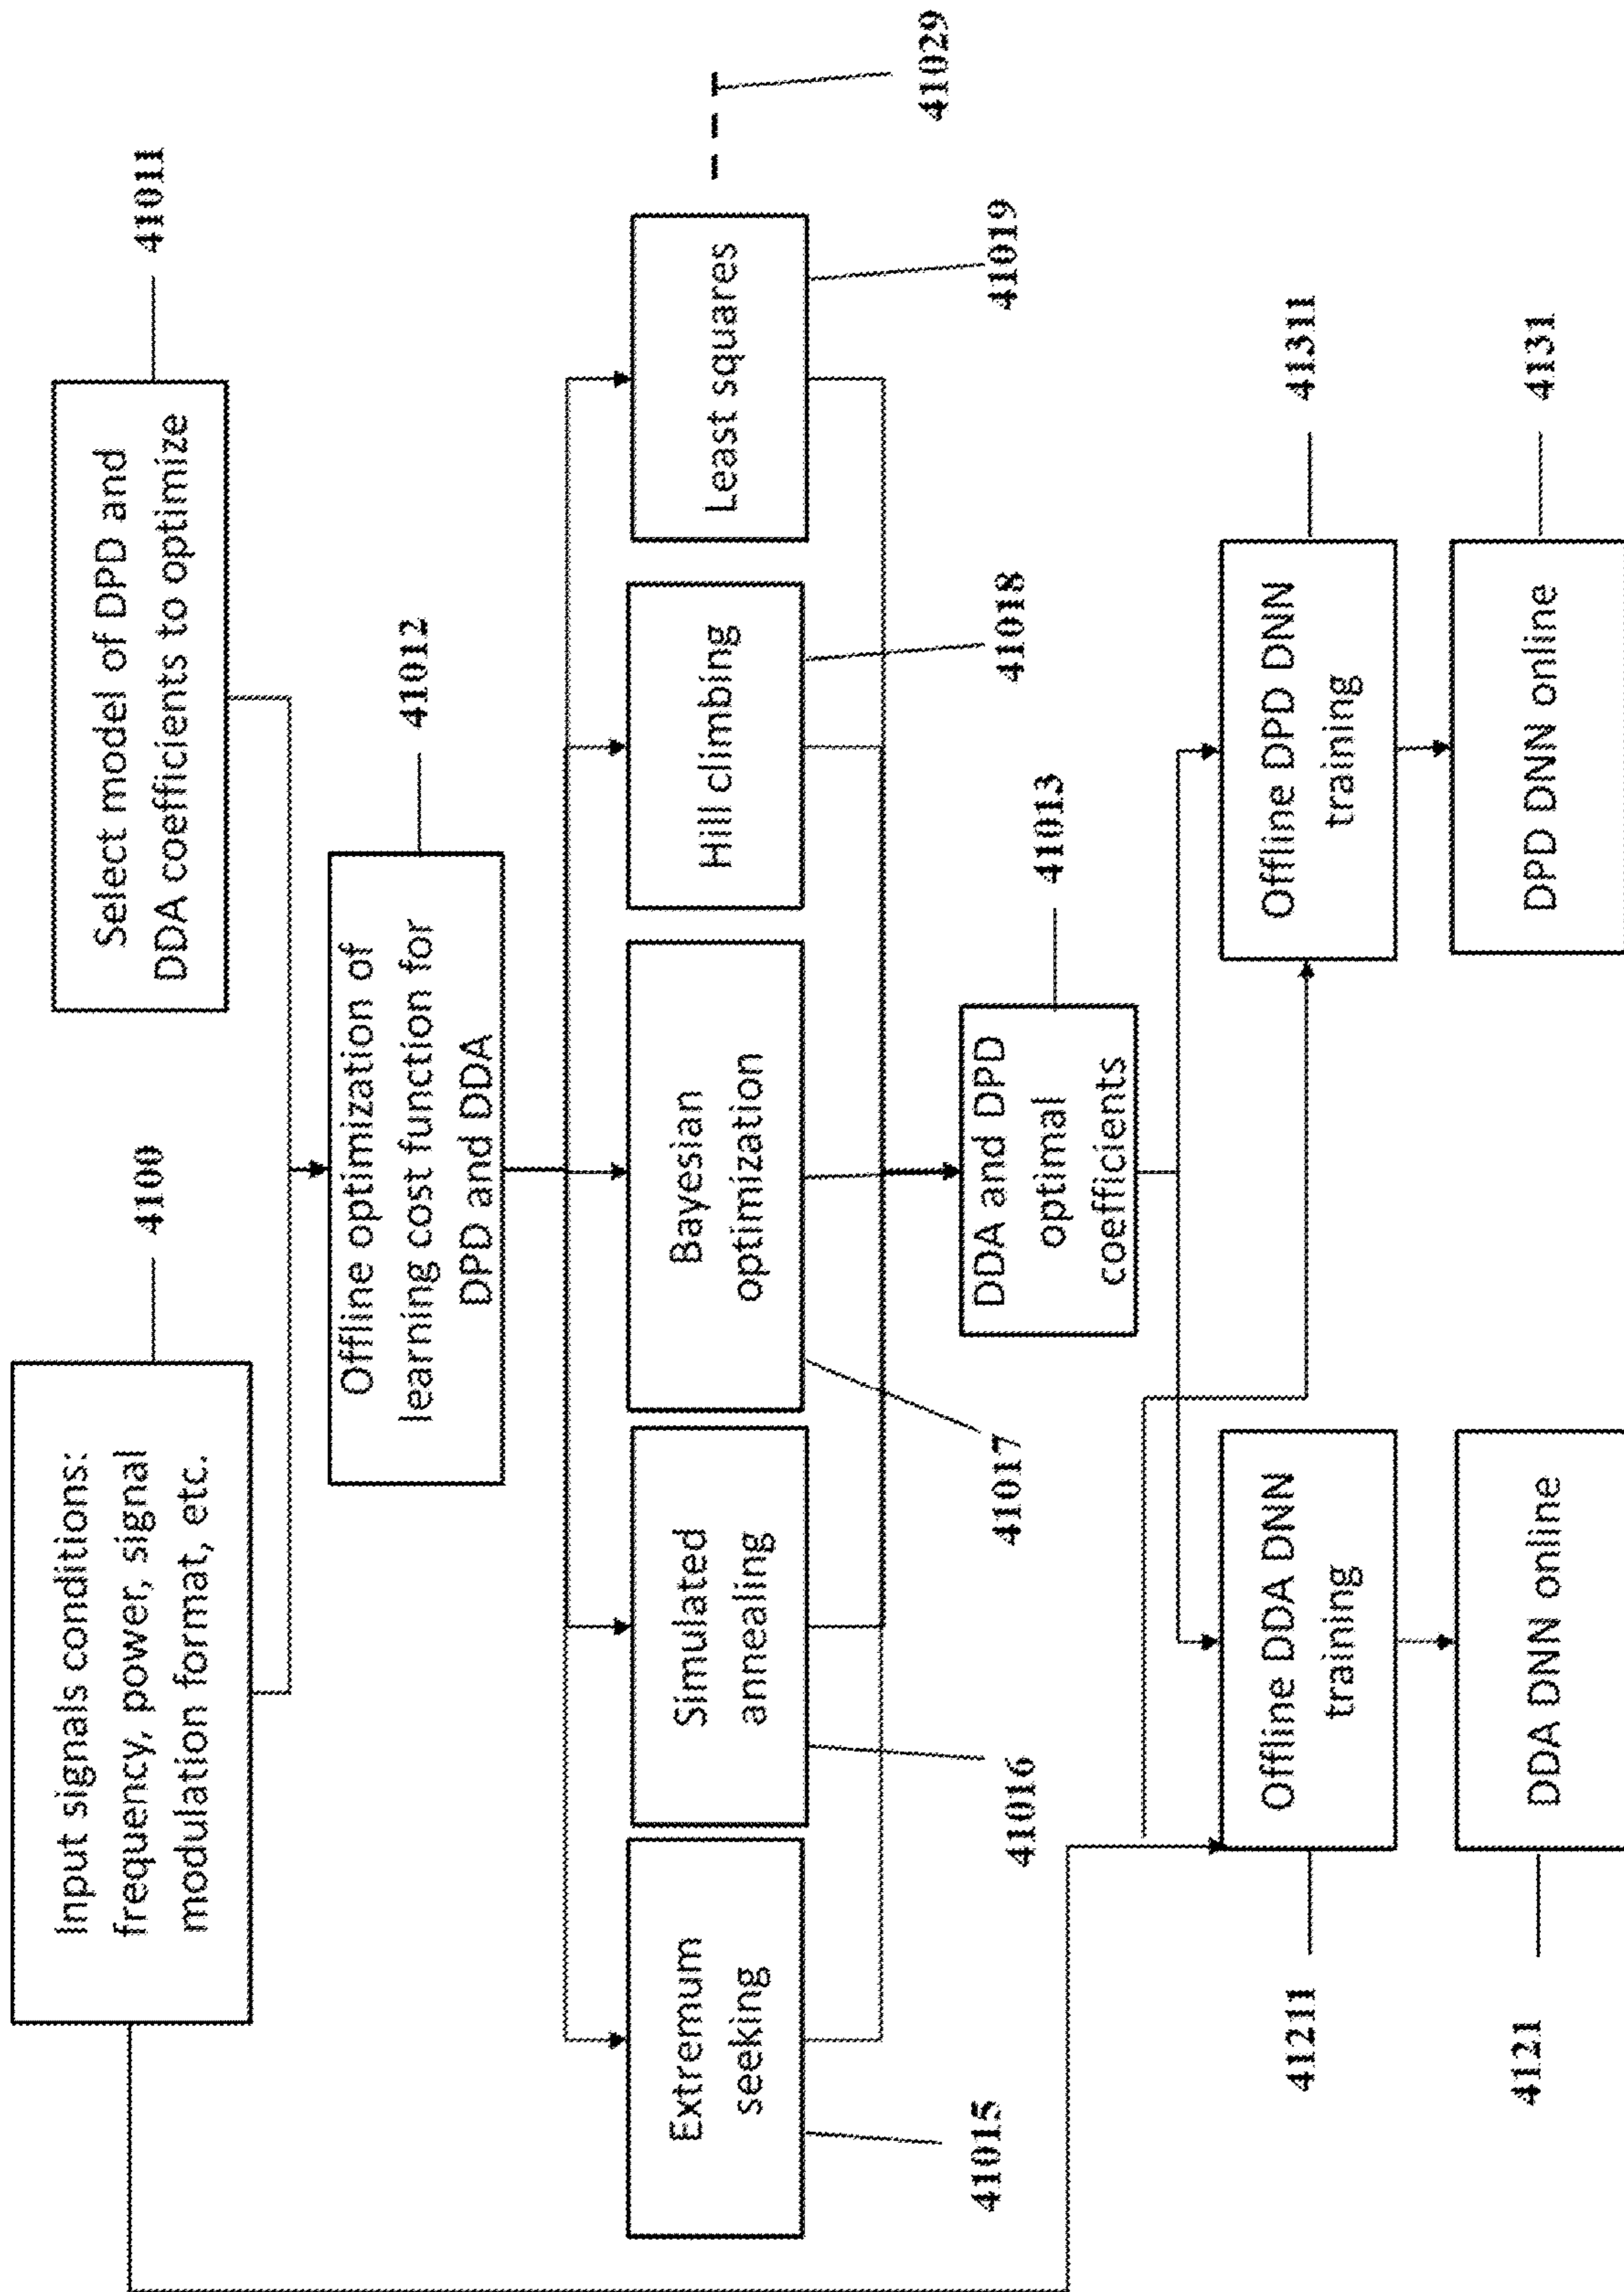 Input signals conditions:
frequency, power, signal
modulation format, etc.
4100
Select model of DPD and
DDA coefficients to optimize
41011
Offline optimization of
learning cost function for
DPD and DDA
41012
Extremum
seeking
41015
Simulated
annealing
41016
Bayesian
optimization
41017
Hill climbing
41018
Least squares
41019
41029
DDA and DPD
optimal
coefficients
41013
41211
Offline DDA DNN
training
Offline DPD DNN
training
41311
4121
DDA DNN online
DPD DNN online
4131